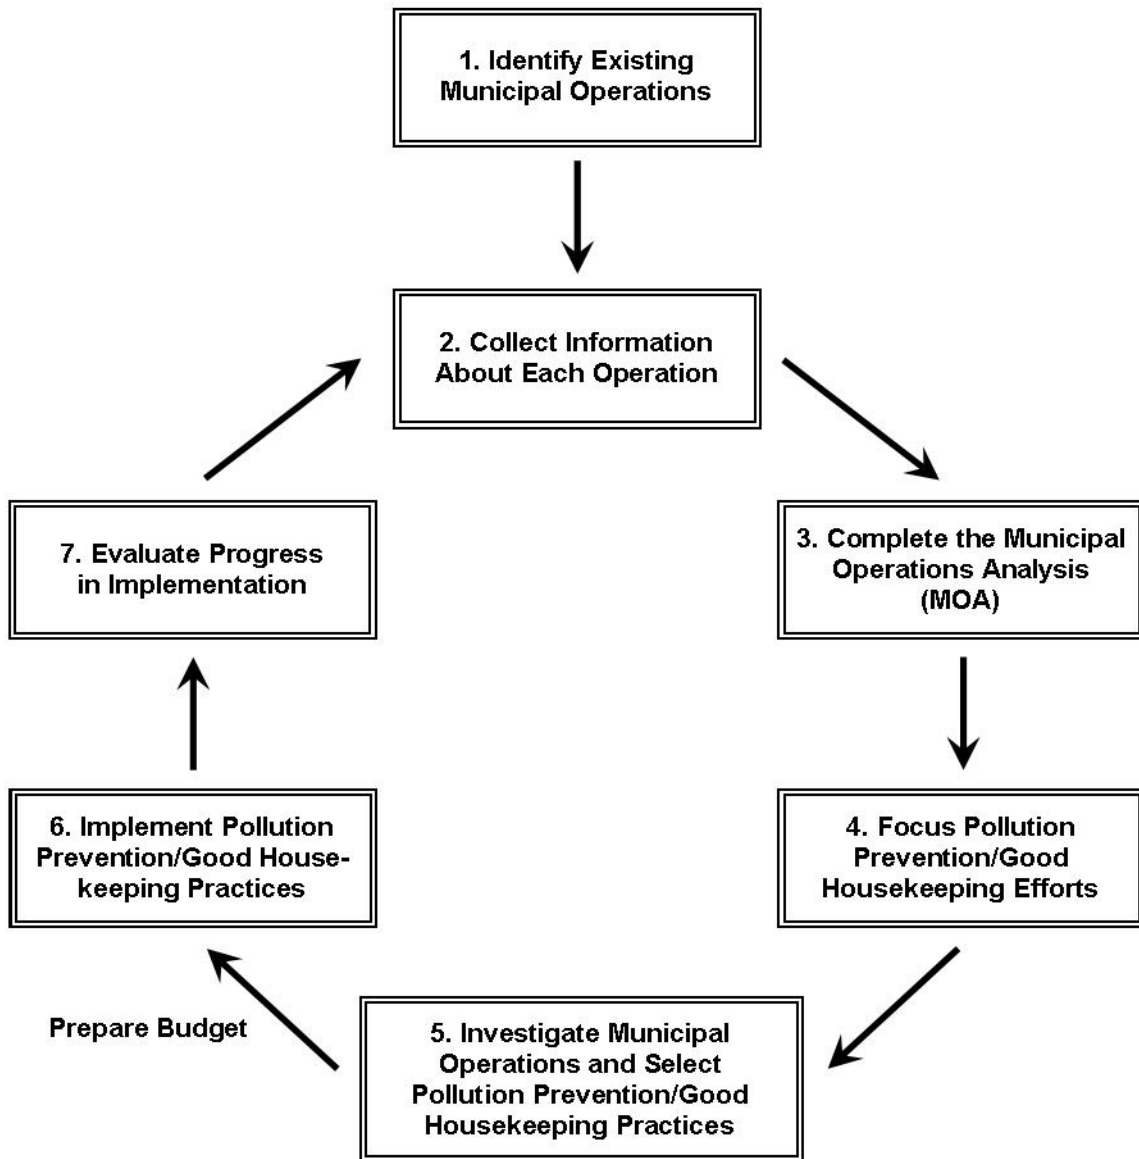 1. Identify Existing
Municipal Operations
2. Collect Information
About Each Operation
3. Complete the Municipal
Operations Analysis
(MOA)
4. Focus Pollution
Prevention/Good
Housekeeping Efforts
5. Investigate Municipal
Operations and Select
Pollution Prevention/Good
Housekeeping Practices
Prepare Budget
6. Implement Pollution
Prevention/Good House-
keeping Practices
7. Evaluate Progress
in Implementation